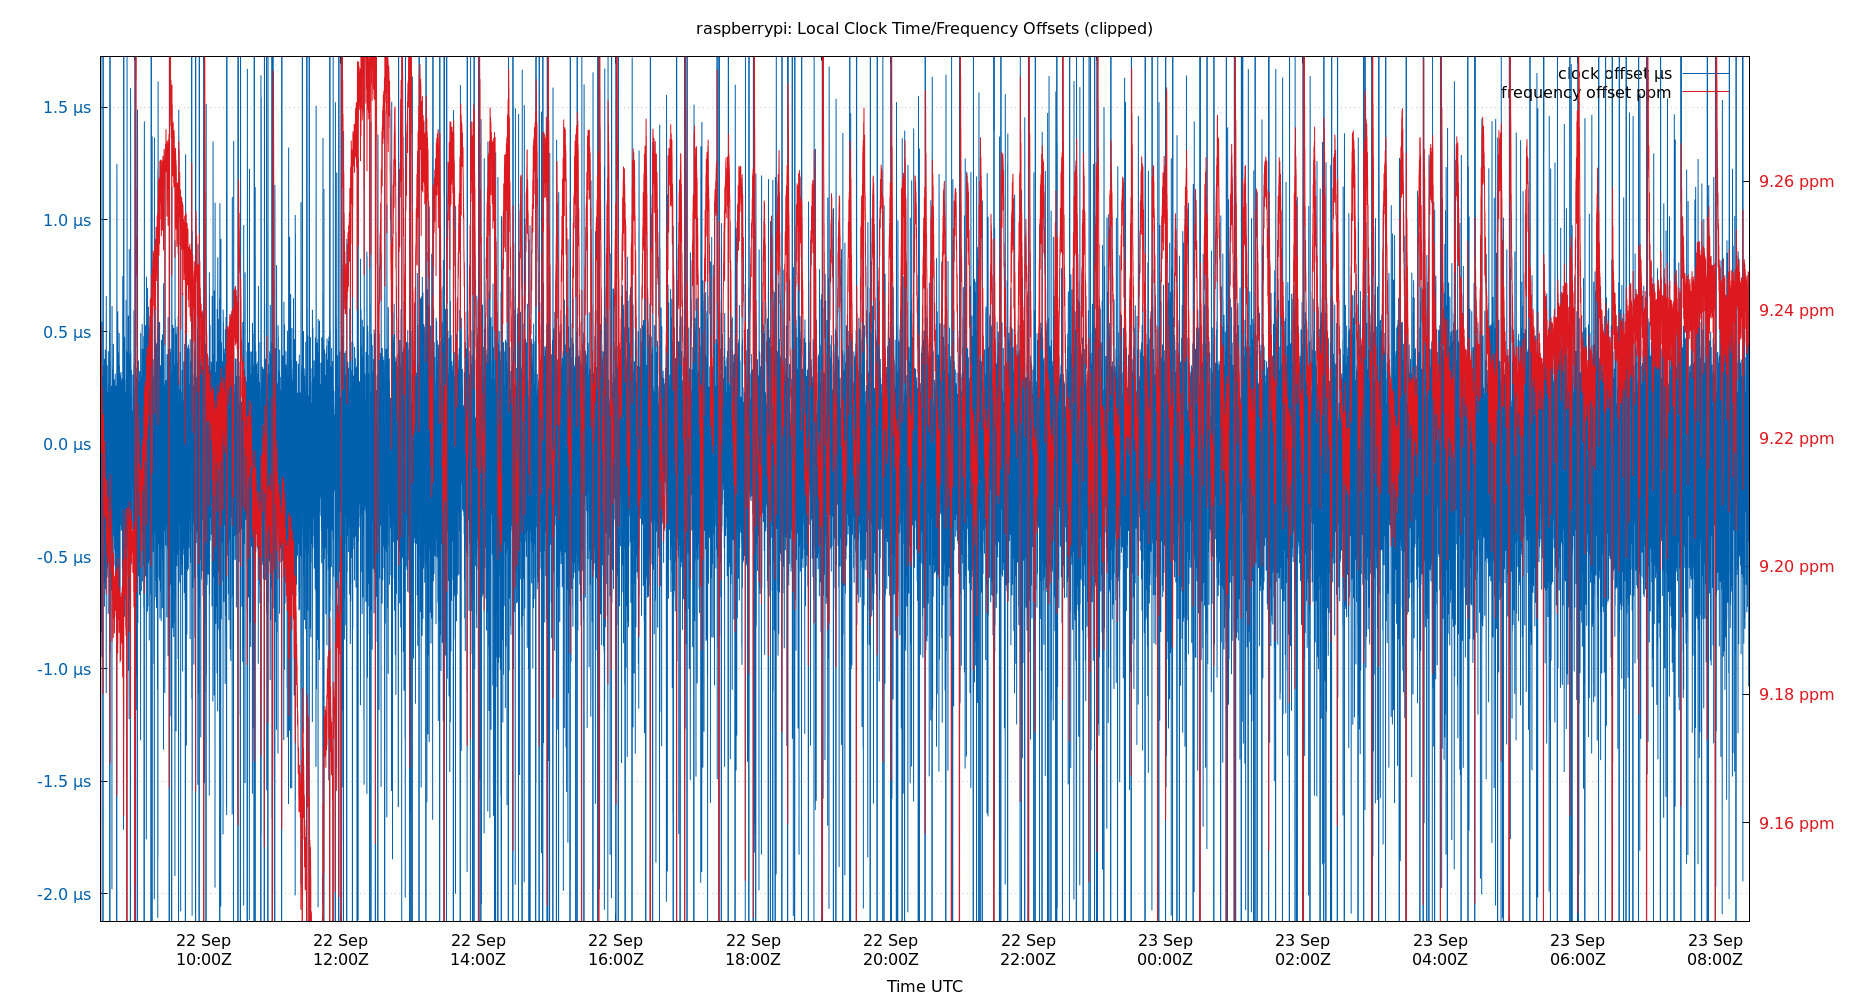 raspberrypi: Local Clock Time/Frequency Offsets (clipped)
clock offset µs
frequency offset ppm
1.5 µs
1.0 µs
0.5 µs
0.0 µs
-0.5 µs
-1.0 µs
-1.5 µs
-2.0 µs
9.26 ppm
9.24 ppm
9.22 ppm
9.20 ppm
9.18 ppm
9.16 ppm
22 Sep 22 Sep 22 Sep 22 Sep 22 Sep 22 Sep 22 Sep 23 Sep 23 Sep 23 Sep 23 Sep 23 Sep
10:00Z 12:00Z 14:00Z 16:00Z 18:00Z 20:00Z 22:00Z 00:00Z 02:00Z 04:00Z 06:00Z 08:00Z
Time UTC